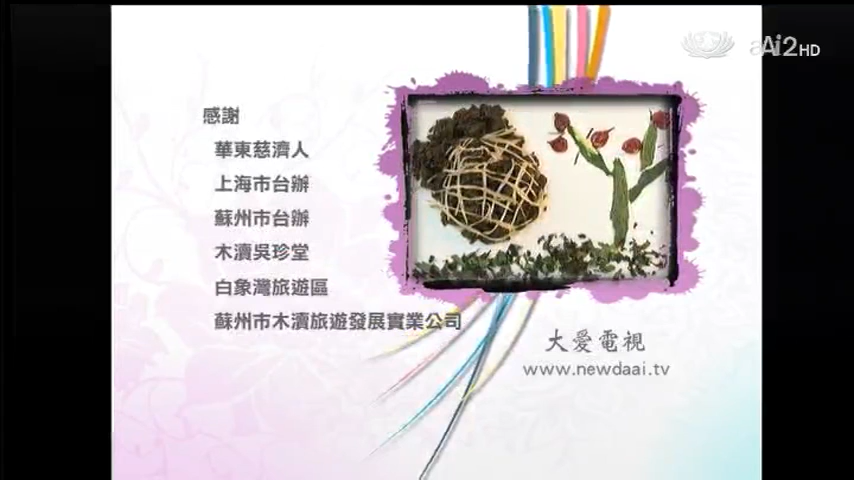 aAi2HD
感謝
華東慈濟人
上海市台辦
蘇州市台辦
木瀆吳珍堂
白象灣旅遊區
蘇州市木瀆旅遊發展實業公司
大愛電視
www.newdaai.tv